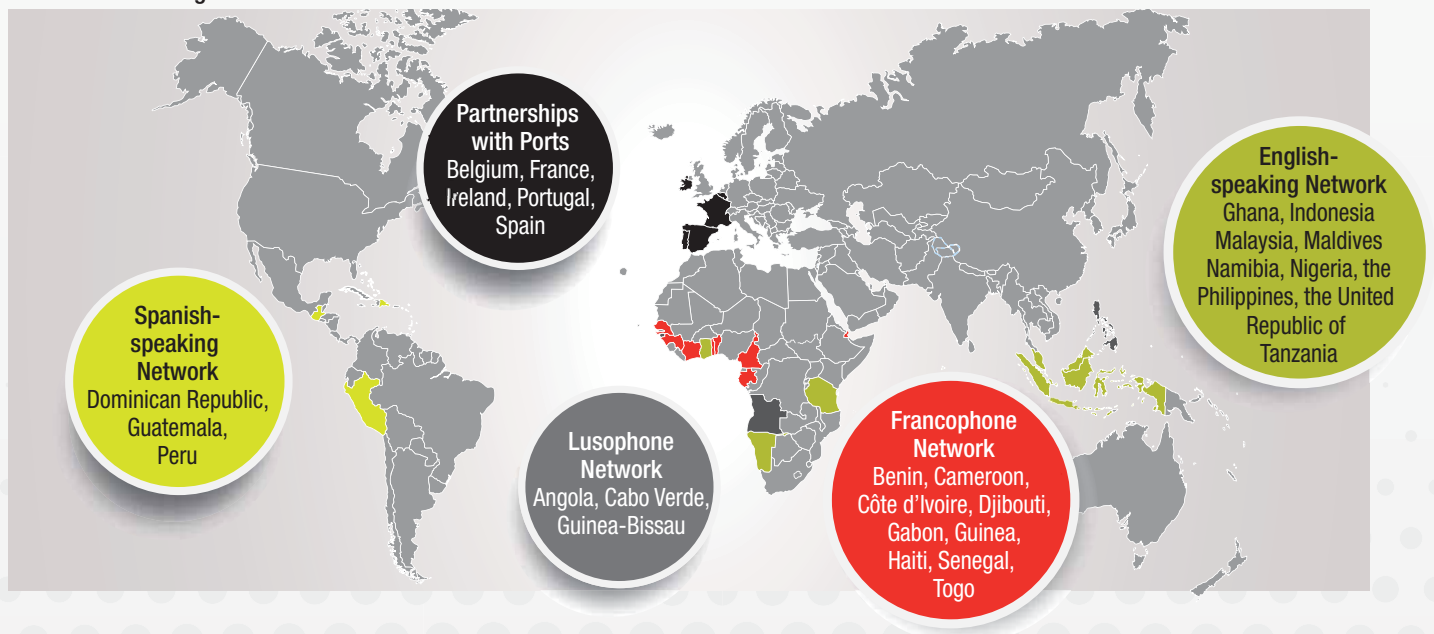 Partnerships
with Ports
Belgium, France,
Ireland, Portugal,
Spain
English-
speaking Network
Ghana, Indonesia
Malaysia, Maldives
Namibia, Nigeria, the
Philippines, the United
Republic of
Tanzania
Spanish-
speaking
Network
Dominican Republic,
Guatemala,
Peru
Lusophone
Network
Angola, Cabo Verde,
Guinea-Bissau
Francophone
Network
Benin, Cameroon,
Côte d'Ivoire, Djibouti,
Gabon, Guinea,
Haiti, Senegal,
Togo